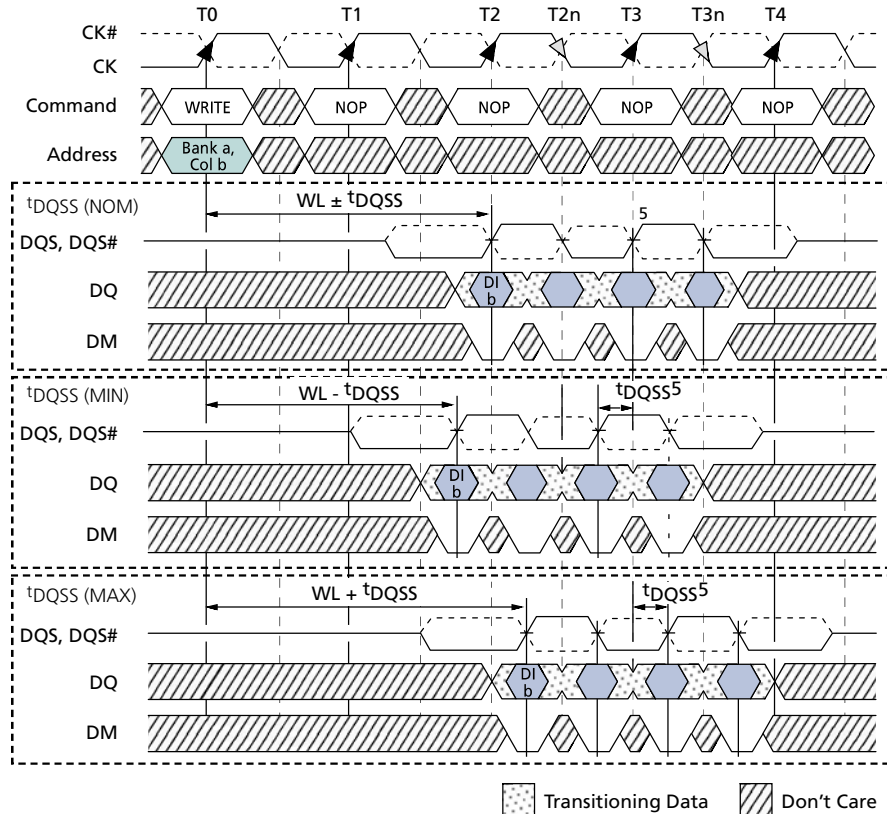 T0 T1 T2 T2n T3 T3n T4
CK#
CK
Command WRITE NOP NOP NOP NOP
Address Bank a, Col b
tDQSS (NOM)
WL ± tDQSS
5
DQS, DQS#
DQ DI b
DM
tDQSS (MIN)
WL - tDQSS tDQSS5
DQS, DQS#
DQ DI b
DM
tDQSS (MAX)
WL + tDQSS tDQSS5
DQS, DQS#
DQ DI b
DM
Transitioning Data Don't Care